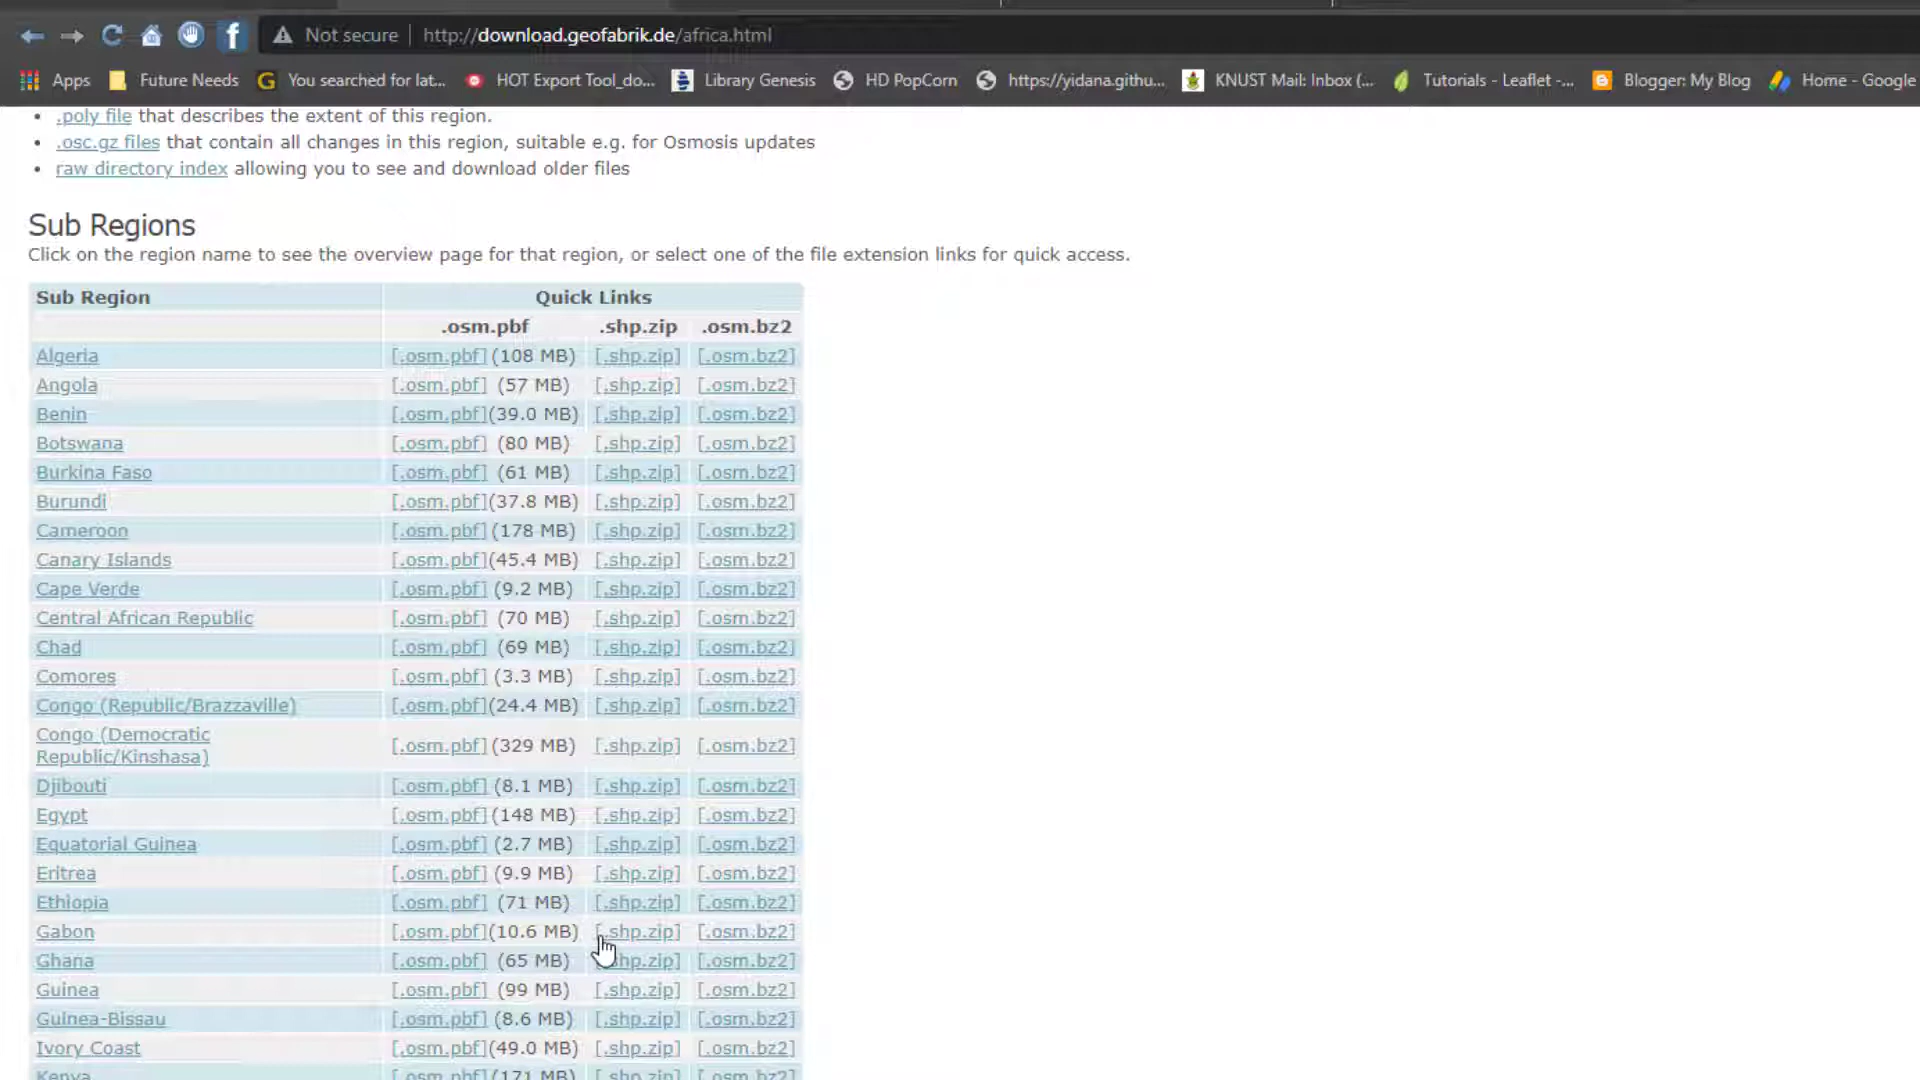 Not secure | http://download.geofabrik.de/africa.html
Apps Future Needs You searched for lat... HOT Export Tool_do... Library Genesis HD PopCorn https://yidana.githu... KNUST Mail: Inbox (... Tutorials - Leaflet -... Blogger: My Blog Home - Google
.poly file that describes the extent of this region.
.osc.gz files that contain all changes in this region, suitable e.g. for Osmosis updates
raw directory index allowing you to see and download older files
Sub Regions
Click on the region name to see the overview page for that region, or select one of the file extension links for quick access.
Sub Region Quick Links
.osm.pbf .shp.zip .osm.bz2
Algeria [.osm.pbf] (108 MB) [.shp.zip] [.osm.bz2]
Angola [.osm.pbf] (57 MB) [.shp.zip] [.osm.bz2]
Benin [.osm.pbf] (39.0 MB) [.shp.zip] [.osm.bz2]
Botswana [.osm.pbf] (80 MB) [.shp.zip] [.osm.bz2]
Burkina Faso [.osm.pbf] (61 MB) [.shp.zip] [.osm.bz2]
Burundi [.osm.pbf] (37.8 MB) [.shp.zip] [.osm.bz2]
Cameroon [.osm.pbf] (178 MB) [.shp.zip] [.osm.bz2]
Canary Islands [.osm.pbf] (45.4 MB) [.shp.zip] [.osm.bz2]
Cape Verde [.osm.pbf] (9.2 MB) [.shp.zip] [.osm.bz2]
Central African Republic [.osm.pbf] (70 MB) [.shp.zip] [.osm.bz2]
Chad [.osm.pbf] (69 MB) [.shp.zip] [.osm.bz2]
Comores [.osm.pbf] (3.3 MB) [.shp.zip] [.osm.bz2]
Congo (Republic/Brazzaville) [.osm.pbf] (24.4 MB) [.shp.zip] [.osm.bz2]
Congo (Democratic
Republic/Kinshasa) [.osm.pbf] (329 MB) [.shp.zip] [.osm.bz2]
Djibouti [.osm.pbf] (8.1 MB) [.shp.zip] [.osm.bz2]
Egypt [.osm.pbf] (148 MB) [.shp.zip] [.osm.bz2]
Equatorial Guinea [.osm.pbf] (2.7 MB) [.shp.zip] [.osm.bz2]
Eritrea [.osm.pbf] (9.9 MB) [.shp.zip] [.osm.bz2]
Ethiopia [.osm.pbf] (71 MB) [.shp.zip] [.osm.bz2]
Gabon [.osm.pbf] (10.6 MB) [.shp.zip] [.osm.bz2]
Ghana [.osm.pbf] (65 MB) [.shp.zip] [.osm.bz2]
Guinea [.osm.pbf] (99 MB) [.shp.zip] [.osm.bz2]
Guinea-Bissau [.osm.pbf] (8.6 MB) [.shp.zip] [.osm.bz2]
Ivory Coast [.osm.pbf] (49.0 MB) [.shp.zip] [.osm.bz2]
Kenya [.osm.pbf] (171 MB) [.shp.zip] [.osm.bz2]